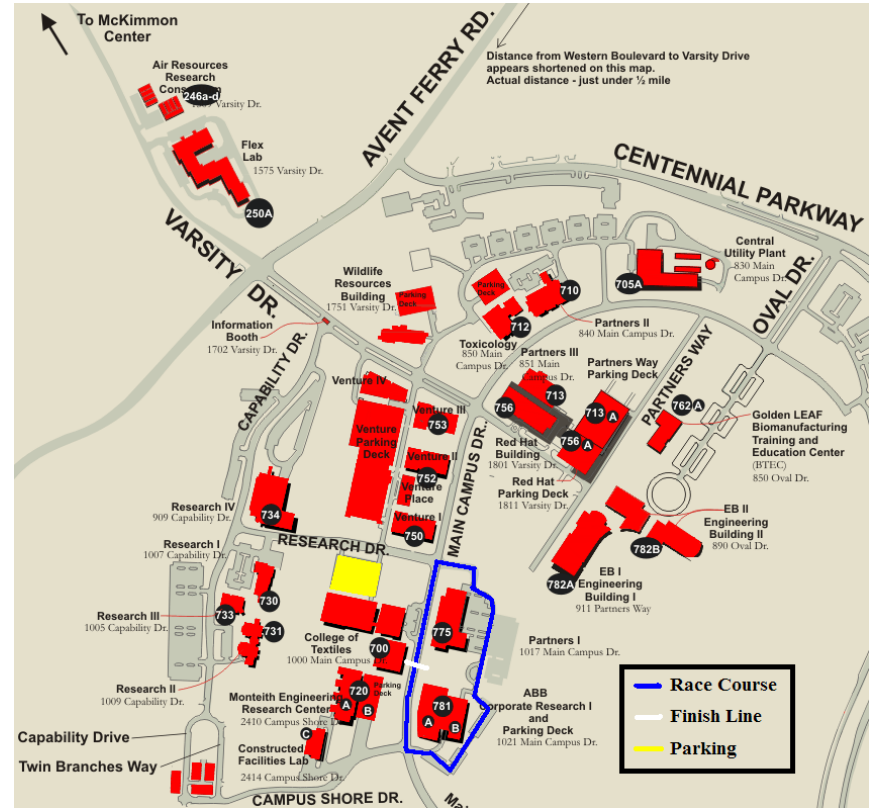 To McKimmon
Center
Air Resources
Research
246a-d
Varsity Dr.
Flex
Lab
1575 Varsity Dr.
250A
AVENT FERRY RD.
Distance from Western Boulevard to Varsity Drive
appears shortened on this map.
Actual distance - just under ½ mile
CENTENNIAL PARKWAY
VARSITY DR.
Central
Utility Plant
830 Main
Campus Dr.
705A
OVAL DR.
Wildlife
Resources
Building
1751 Varsity Dr.
Parking
Deck
Parking
Deck
710
712
Partners II
840 Main Campus Dr.
Toxicology
850 Main
Campus Dr.
Information
Booth
1702 Varsity Dr.
CAPABILITY DR.
Partners III
851 Main
Campus Dr.
713
Partners Way
Parking Deck
PARTNERS WAY
756
713 A
756 A
762 A
Golden LEAF
Biomanufacturing
Training and
Education Center
(BTEC)
850 Oval Dr.
Venture IV
Venture III
753
Venture
Parking
Deck
Venture II
752
Venture
Place
Venture I
750
MAIN CAMPUS DR.
Red Hat
Building
1801 Varsity Dr.
Red Hat
Parking Deck
1811 Varsity Dr.
EB II
Engineering
Building II
890 Oval Dr.
782B
782A
EB I
Engineering
Building I
911 Partners Way
Research IV
909 Capability Dr.
734
RESEARCH DR.
Research I
1007 Capability Dr.
730
733
Research III
1005 Capability Dr.
731
Research II
1009 Capability Dr.
College of
Textiles
1000 Main Campus Dr.
700
775
Partners I
1017 Main Campus Dr.
Monteith Engineering
Research Center
2410 Campus Shore Dr.
720
A
B
Parking
Deck
781
A
B
ABB
Corporate Research I
and
Parking Deck
1021 Main Campus Dr.
C
Constructed
Facilities Lab
2414 Campus Shore Dr.
Capability Drive
Twin Branches Way
CAMPUS SHORE DR.
Race Course
Finish Line
Parking